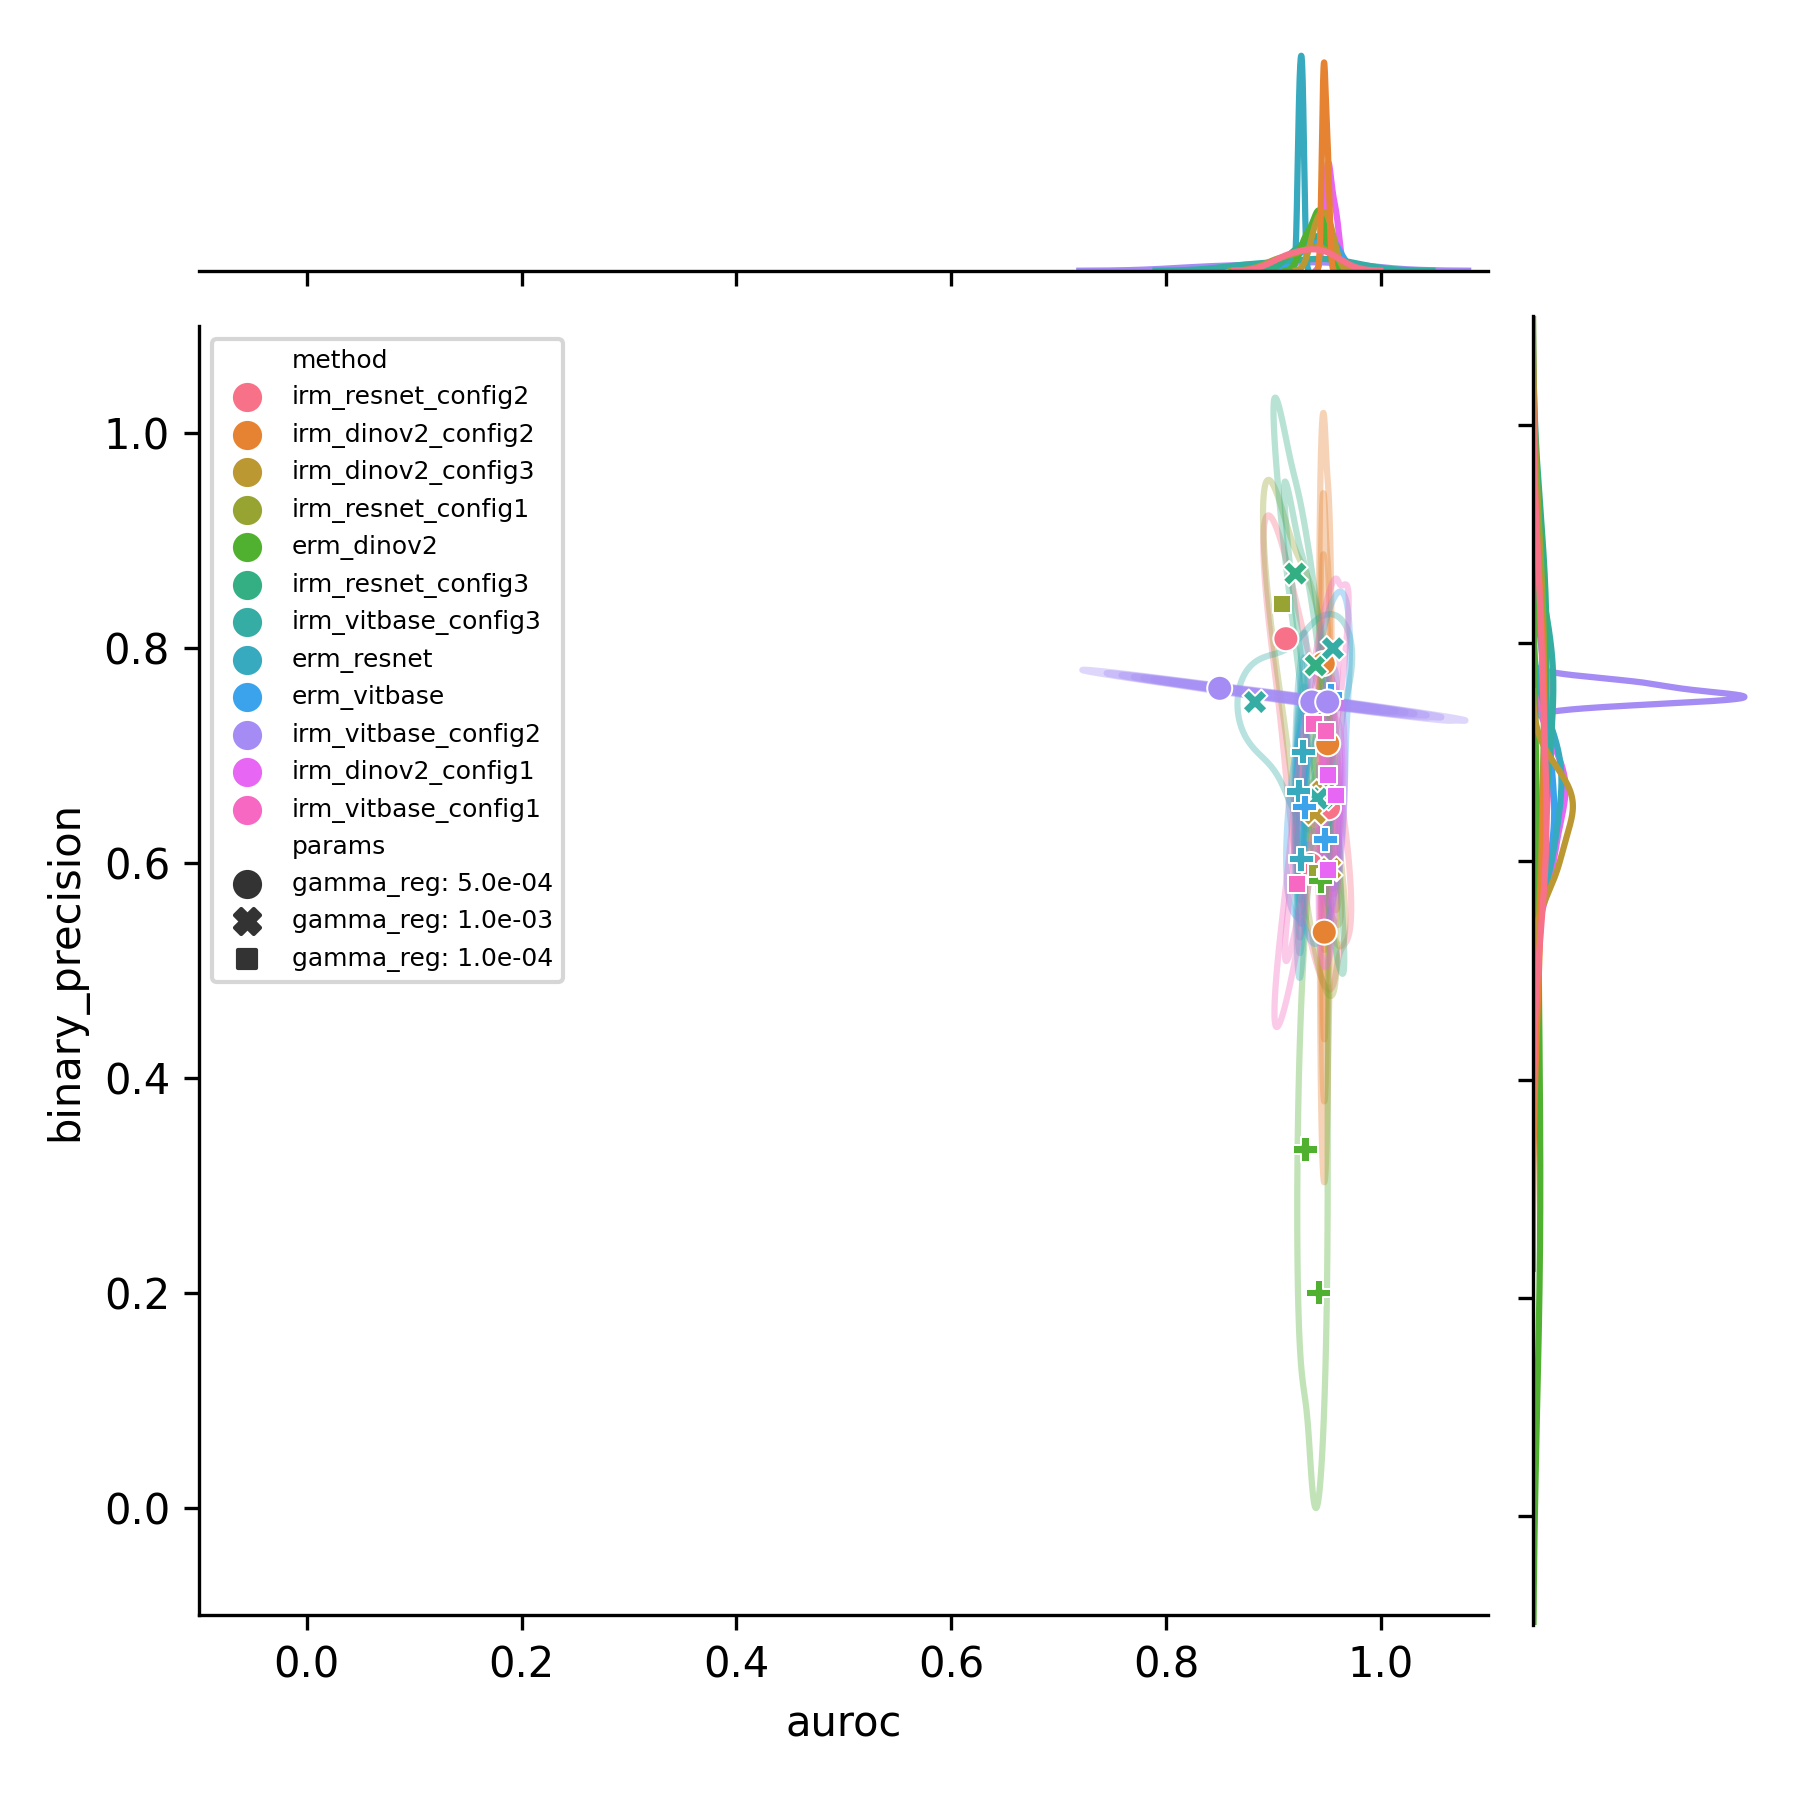 method
irm_resnet_config2
irm_dinov2_config2
irm_dinov2_config3
irm_resnet_config1
erm_dinov2
irm_resnet_config3
irm_vitbase_config3
erm_resnet
erm_vitbase
irm_vitbase_config2
irm_dinov2_config1
irm_vitbase_config1
params
gamma_reg: 5.0e-04
gamma_reg: 1.0e-03
gamma_reg: 1.0e-04
1.0
0.8
0.6
0.4
0.2
0.0
binary_precision
0.0 0.2 0.4 0.6 0.8 1.0
auroc